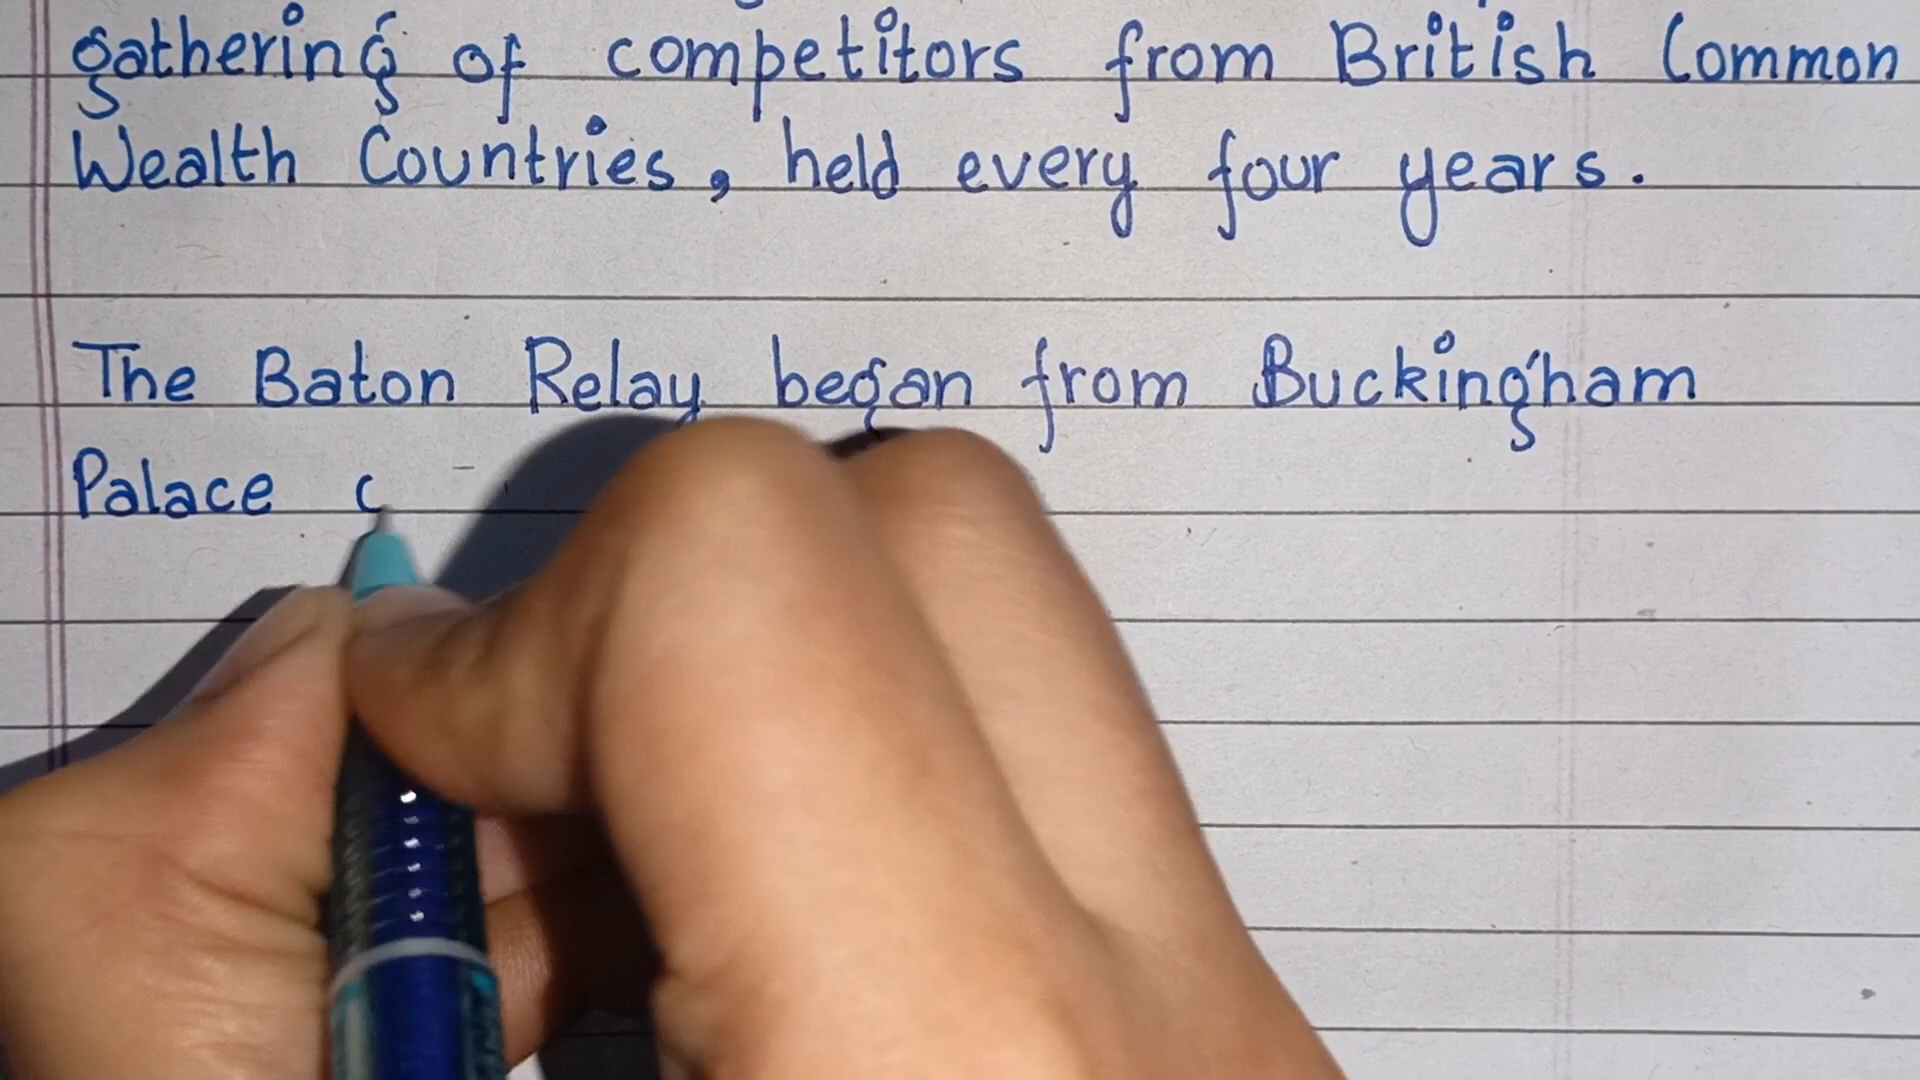 gathering of competitors from British Common
Wealth Countries, held every four years.
The Baton Relay began from Buckingham
Palace